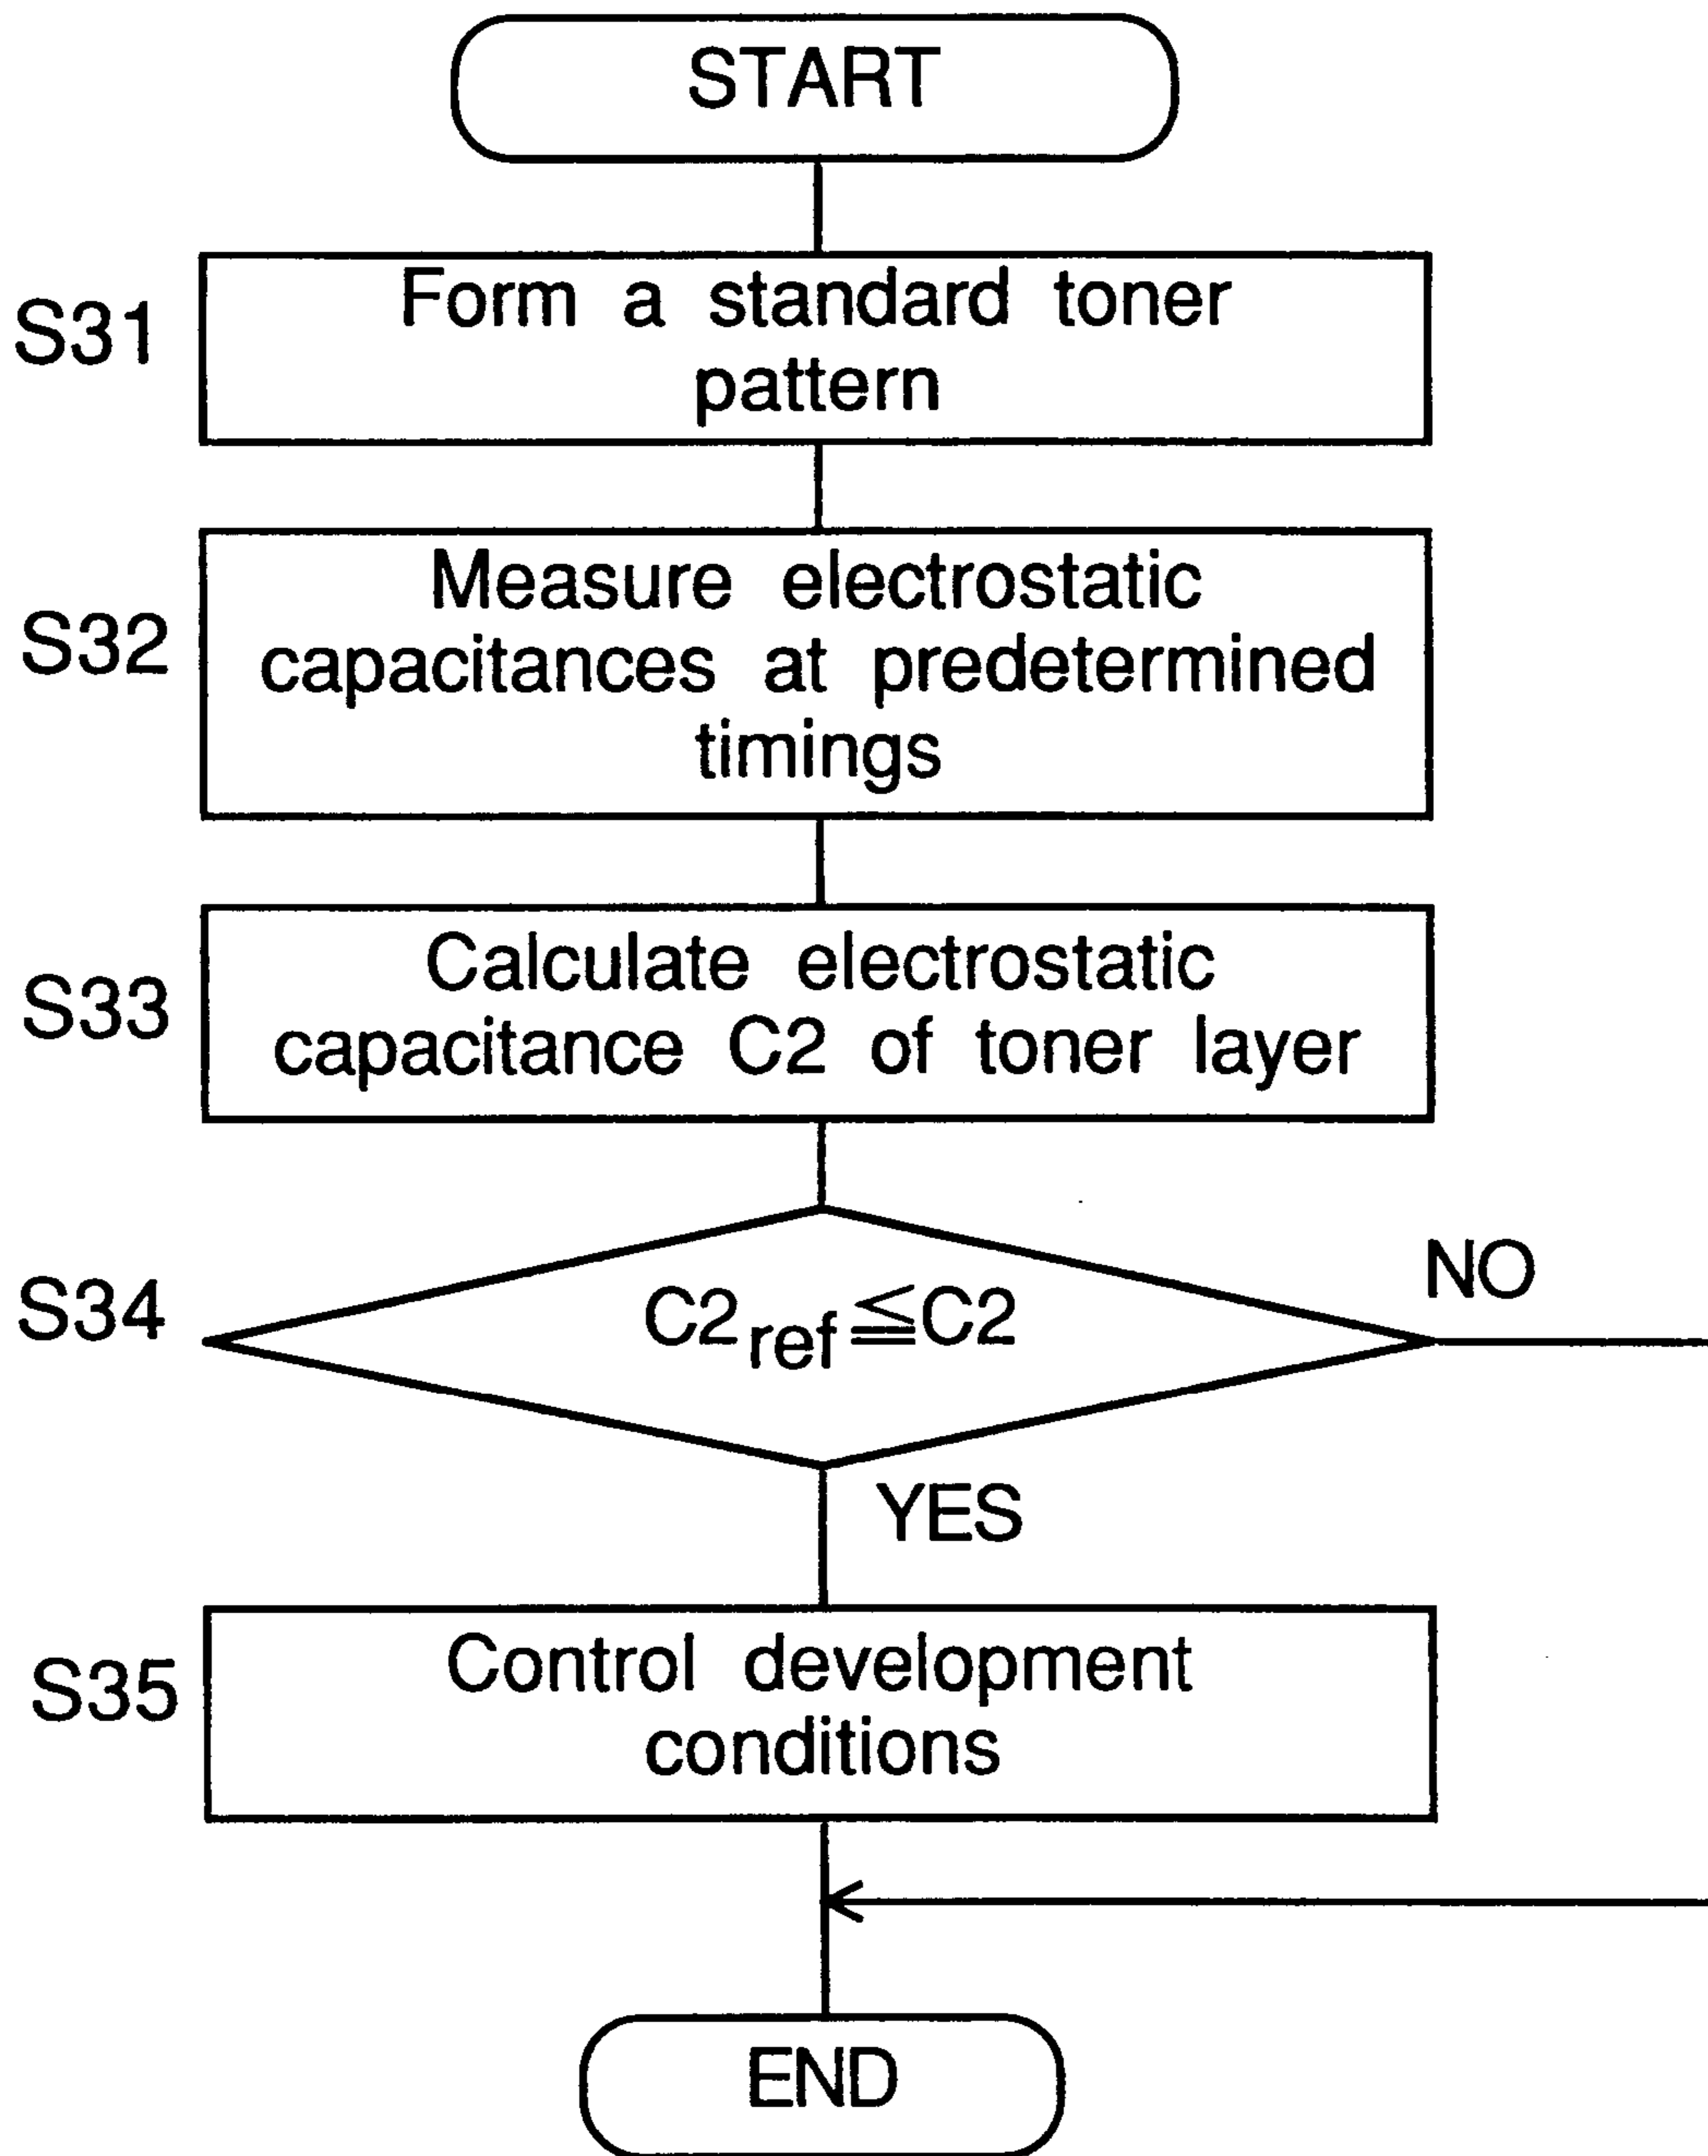 START
S31
Form a standard toner
pattern
S32
Measure electrostatic
capacitances at predetermined
timings
S33
Calculate electrostatic
capacitance C2 of toner layer
S34
C2ref≦C2
NO
YES
S35
Control development
conditions
END